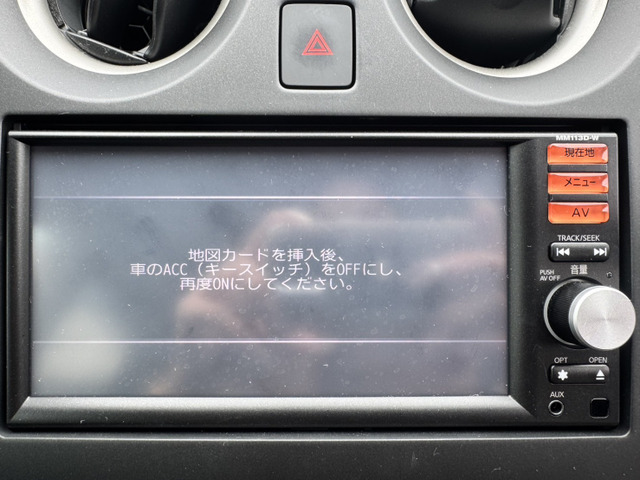 MM113D-W
現在地
メニュー
AV
TRACK/SEEK
音量
PUSH
AV OFF
地図カードを挿入後、
車のACC（キースイッチ）をOFFにし、
再度ONにしてください。
OPT
OPEN
AUX